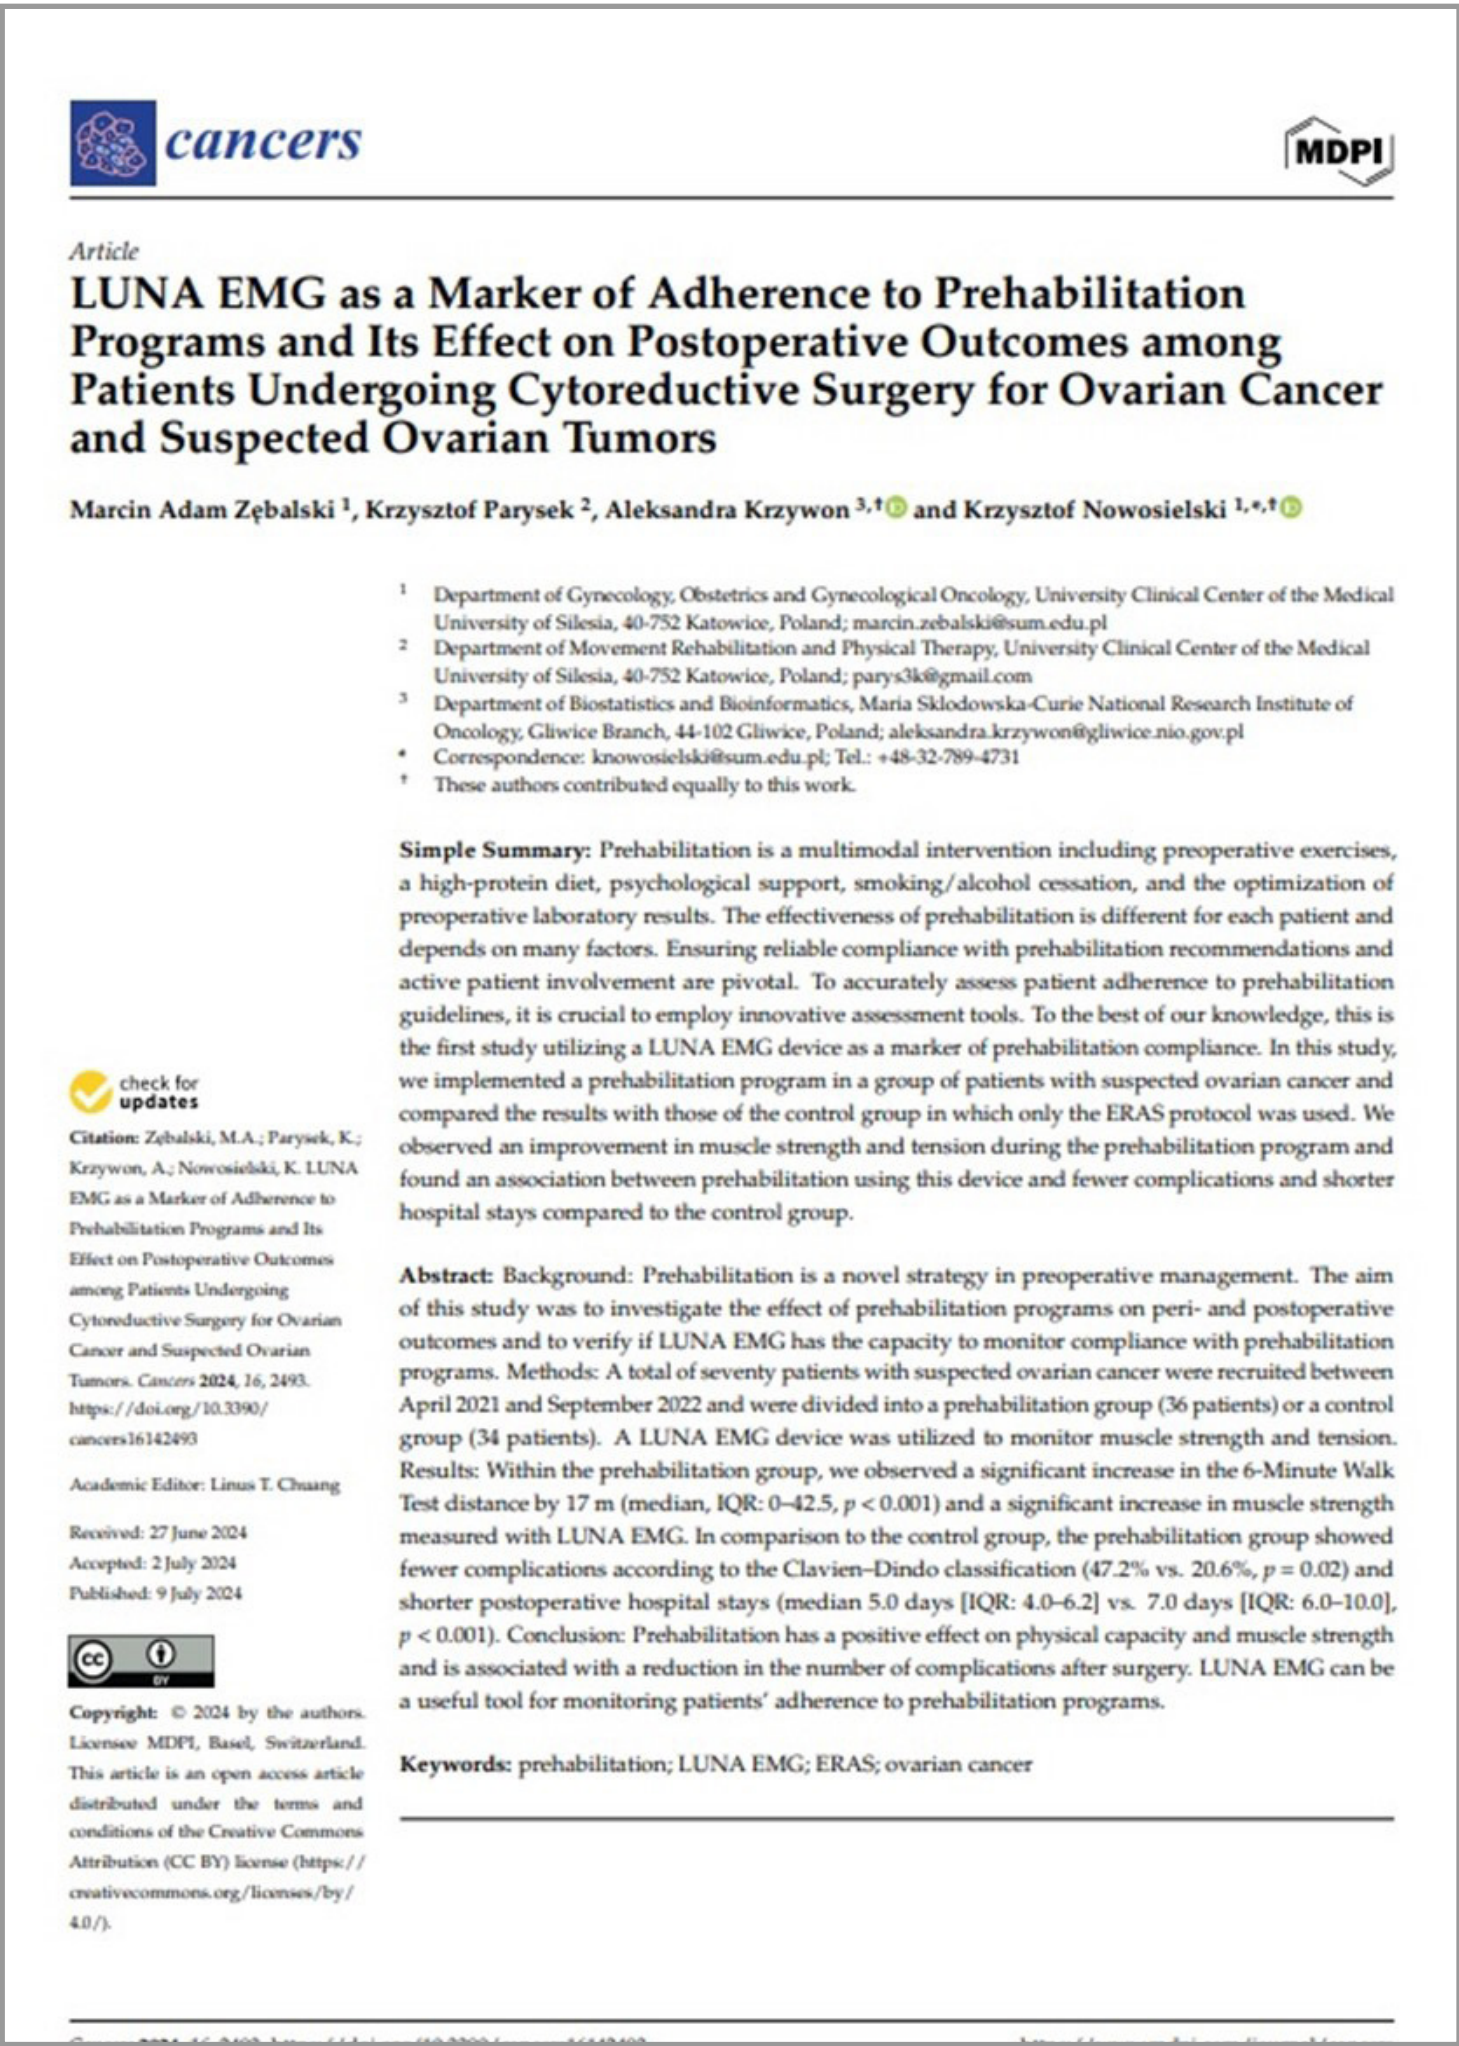 cancers
MDPI
Article
LUNA EMG as a Marker of Adherence to Prehabilitation
Programs and Its Effect on Postoperative Outcomes among
Patients Undergoing Cytoreductive Surgery for Ovarian Cancer
and Suspected Ovarian Tumors
Marcin Adam Zębalski 1, Krzysztof Parysek 2, Aleksandra Krzywon 3,† and Krzysztof Nowosielski 1,*,†
1 Department of Gynecology, Obstetrics and Gynecological Oncology, University Clinical Center of the Medical
University of Silesia, 40-752 Katowice, Poland; marcin.zebalski@sum.edu.pl
2 Department of Movement Rehabilitation and Physical Therapy, University Clinical Center of the Medical
University of Silesia, 40-752 Katowice, Poland; parys3k@gmail.com
3 Department of Biostatistics and Bioinformatics, Maria Sklodowska-Curie National Research Institute of
Oncology, Gliwice Branch, 44-102 Gliwice, Poland; aleksandra.krzywon@gliwice.nio.gov.pl
* Correspondence: knowosielski@sum.edu.pl; Tel.: +48-32-789-4731
† These authors contributed equally to this work.
Simple Summary: Prehabilitation is a multimodal intervention including preoperative exercises,
a high-protein diet, psychological support, smoking/alcohol cessation, and the optimization of
preoperative laboratory results. The effectiveness of prehabilitation is different for each patient and
depends on many factors. Ensuring reliable compliance with prehabilitation recommendations and
active patient involvement are pivotal. To accurately assess patient adherence to prehabilitation
guidelines, it is crucial to employ innovative assessment tools. To the best of our knowledge, this is
the first study utilizing a LUNA EMG device as a marker of prehabilitation compliance. In this study,
we implemented a prehabilitation program in a group of patients with suspected ovarian cancer and
compared the results with those of the control group in which only the ERAS protocol was used. We
observed an improvement in muscle strength and tension during the prehabilitation program and
found an association between prehabilitation using this device and fewer complications and shorter
hospital stays compared to the control group.
Abstract: Background: Prehabilitation is a novel strategy in preoperative management. The aim
of this study was to investigate the effect of prehabilitation programs on peri- and postoperative
outcomes and to verify if LUNA EMG has the capacity to monitor compliance with prehabilitation
programs. Methods: A total of seventy patients with suspected ovarian cancer were recruited between
April 2021 and September 2022 and were divided into a prehabilitation group (36 patients) or a control
group (34 patients). A LUNA EMG device was utilized to monitor muscle strength and tension.
Results: Within the prehabilitation group, we observed a significant increase in the 6-Minute Walk
Test distance by 17 m (median, IQR: 0–42.5, p < 0.001) and a significant increase in muscle strength
measured with LUNA EMG. In comparison to the control group, the prehabilitation group showed
fewer complications according to the Clavien–Dindo classification (47.2% vs. 20.6%, p = 0.02) and
shorter postoperative hospital stays (median 5.0 days [IQR: 4.0–6.2] vs. 7.0 days [IQR: 6.0–10.0],
p < 0.001). Conclusion: Prehabilitation has a positive effect on physical capacity and muscle strength
and is associated with a reduction in the number of complications after surgery. LUNA EMG can be
a useful tool for monitoring patients' adherence to prehabilitation programs.
Keywords: prehabilitation; LUNA EMG; ERAS; ovarian cancer
check for
updates
Citation: Zębalski, M.A.; Parysek, K.;
Krzywon, A.; Nowosielski, K. LUNA
EMG as a Marker of Adherence to
Prehabilitation Programs and Its
Effect on Postoperative Outcomes
among Patients Undergoing
Cytoreductive Surgery for Ovarian
Cancer and Suspected Ovarian
Tumors. Cancers 2024, 16, 2493.
https://doi.org/10.3390/
cancers16142493
Academic Editor: Linus T. Chuang
Received: 27 June 2024
Accepted: 2 July 2024
Published: 9 July 2024
cc
BY
Copyright: © 2024 by the authors.
Licensee MDPI, Basel, Switzerland.
This article is an open access article
distributed under the terms and
conditions of the Creative Commons
Attribution (CC BY) license (https://
creativecommons.org/licenses/by/
4.0/).